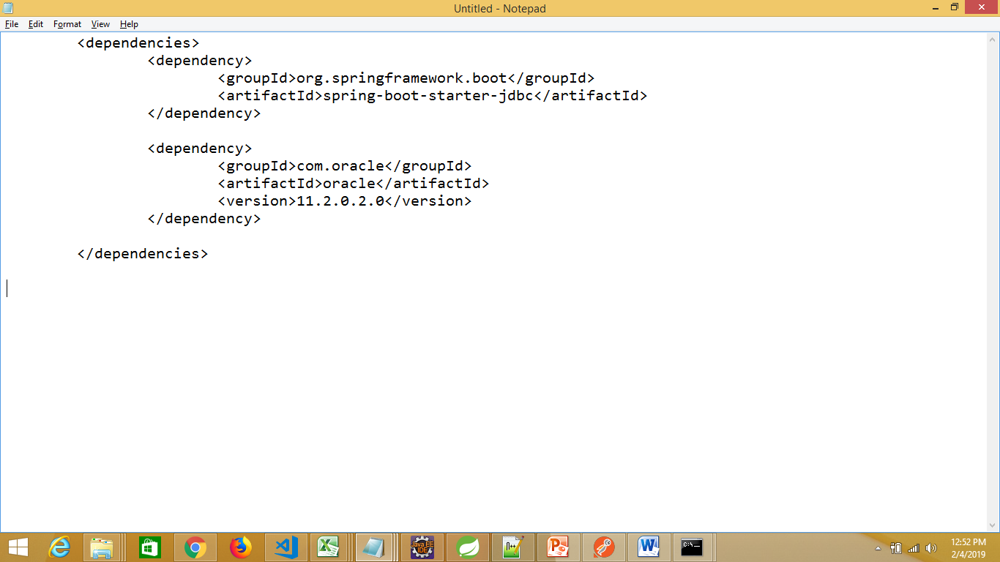 Untitled - Notepad
File Edit Format View Help
<dependencies>
<dependency>
<groupId>org.springframework.boot</groupId>
<artifactId>spring-boot-starter-jdbc</artifactId>
</dependency>
<dependency>
<groupId>com.oracle</groupId>
<artifactId>oracle</artifactId>
<version>11.2.0.2.0</version>
</dependency>
</dependencies>
Java EE
IDE
C:\_
12:52 PM
2/4/2019